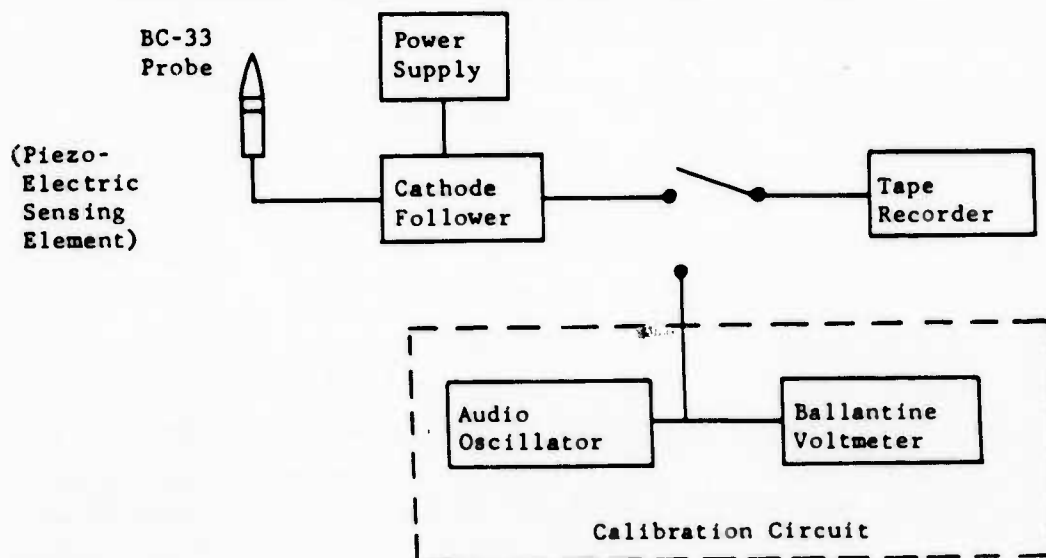 BC-33
Probe
Power
Supply
(Piezo-
Electric
Sensing
Element)
Cathode
Follower
Tape
Recorder
Audio
Oscillator
Ballantine
Voltmeter
Calibration Circuit